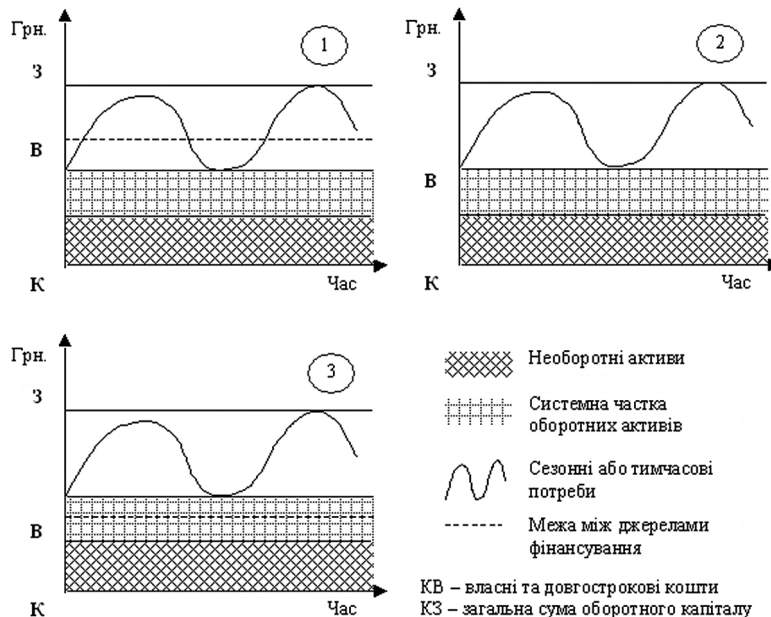 Грн.
З
1
В
К
Час
Грн.
З
2
В
К
Час
Грн.
З
3
В
К
Час
Необоротні активи
Системна частка
оборотних активів
Сезонні або тимчасові
потреби
Межа між джерелами
фінансування
КВ – власні та довгострокові кошти
КЗ – загальна сума оборотного капіталу